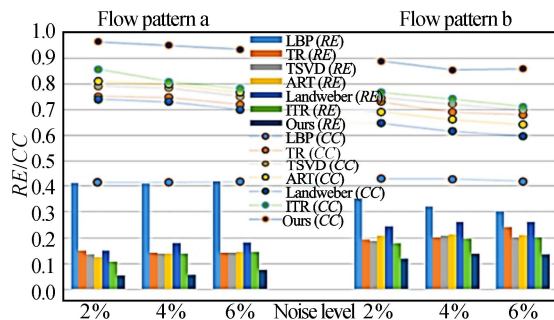 Flow pattern a
Flow pattern b
RE/CC
1.0
0.9
0.8
0.7
0.6
0.5
0.4
0.3
0.2
0.1
0.0
LBP (RE)
TR (RE)
TSVD (RE)
ART (RE)
Landweber (RE)
ITR (RE)
Ours (RE)
LBP (CC)
TR (CC)
TSVD (CC)
ART(CC)
Landweber (CC)
ITR (CC)
Ours (CC)
2% 4% 6% Noise level 2% 4% 6%